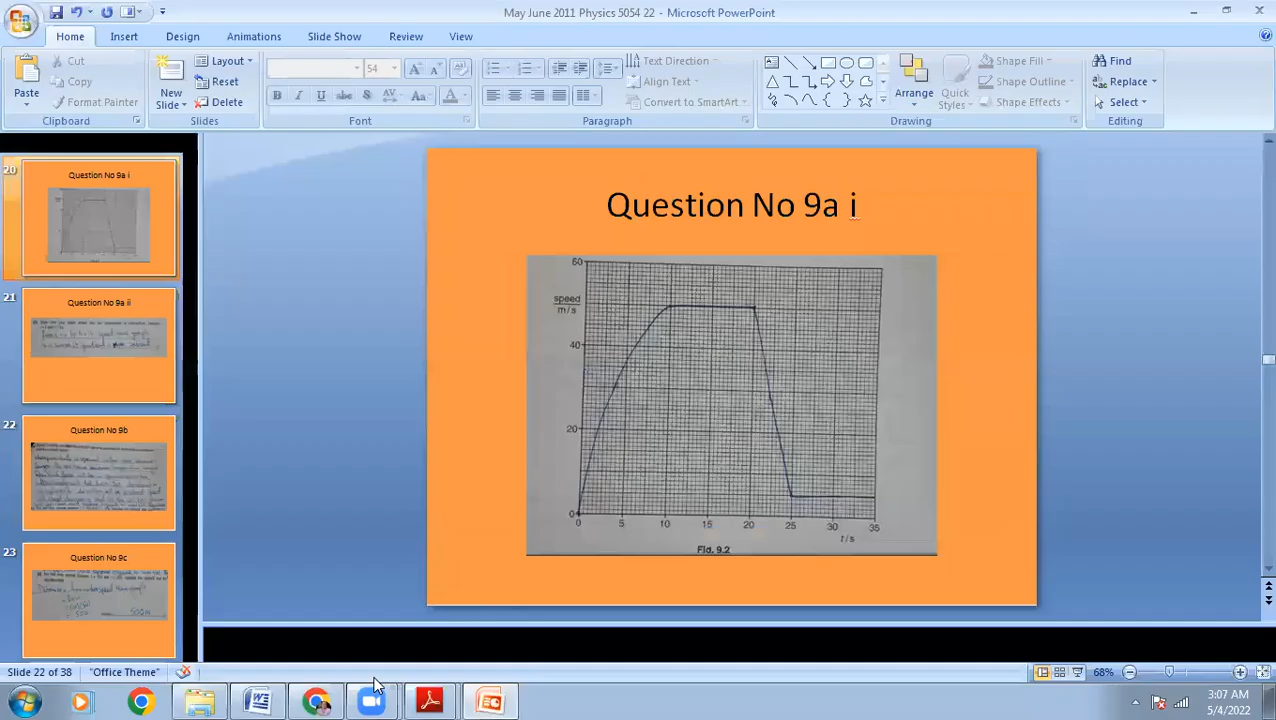 May June 2011 Physics 5054 22 - Microsoft PowerPoint
Home Insert Design Animations Slide Show Review View
Cut
Copy
Format Painter
Paste
Clipboard
Layout
Reset
Delete
New
Slide
Slides
54
B I U abc S AV Aa A
Font
Text Direction
Align Text
Convert to SmartArt
Paragraph
Arrange
Quick
Styles
Shape Fill
Shape Outline
Shape Effects
Drawing
Find
Replace
Select
Editing
20
Question No 9a i
21
Question No 9a ii
22
Question No 9b
23
Question No 9c
Question No 9a i
60
speed
m/s
40
20
0
0 5 10 15 20 25 30 35
t/s
Fig. 9.2
Slide 22 of 38
"Office Theme"
68%
3:07 AM
5/4/2022